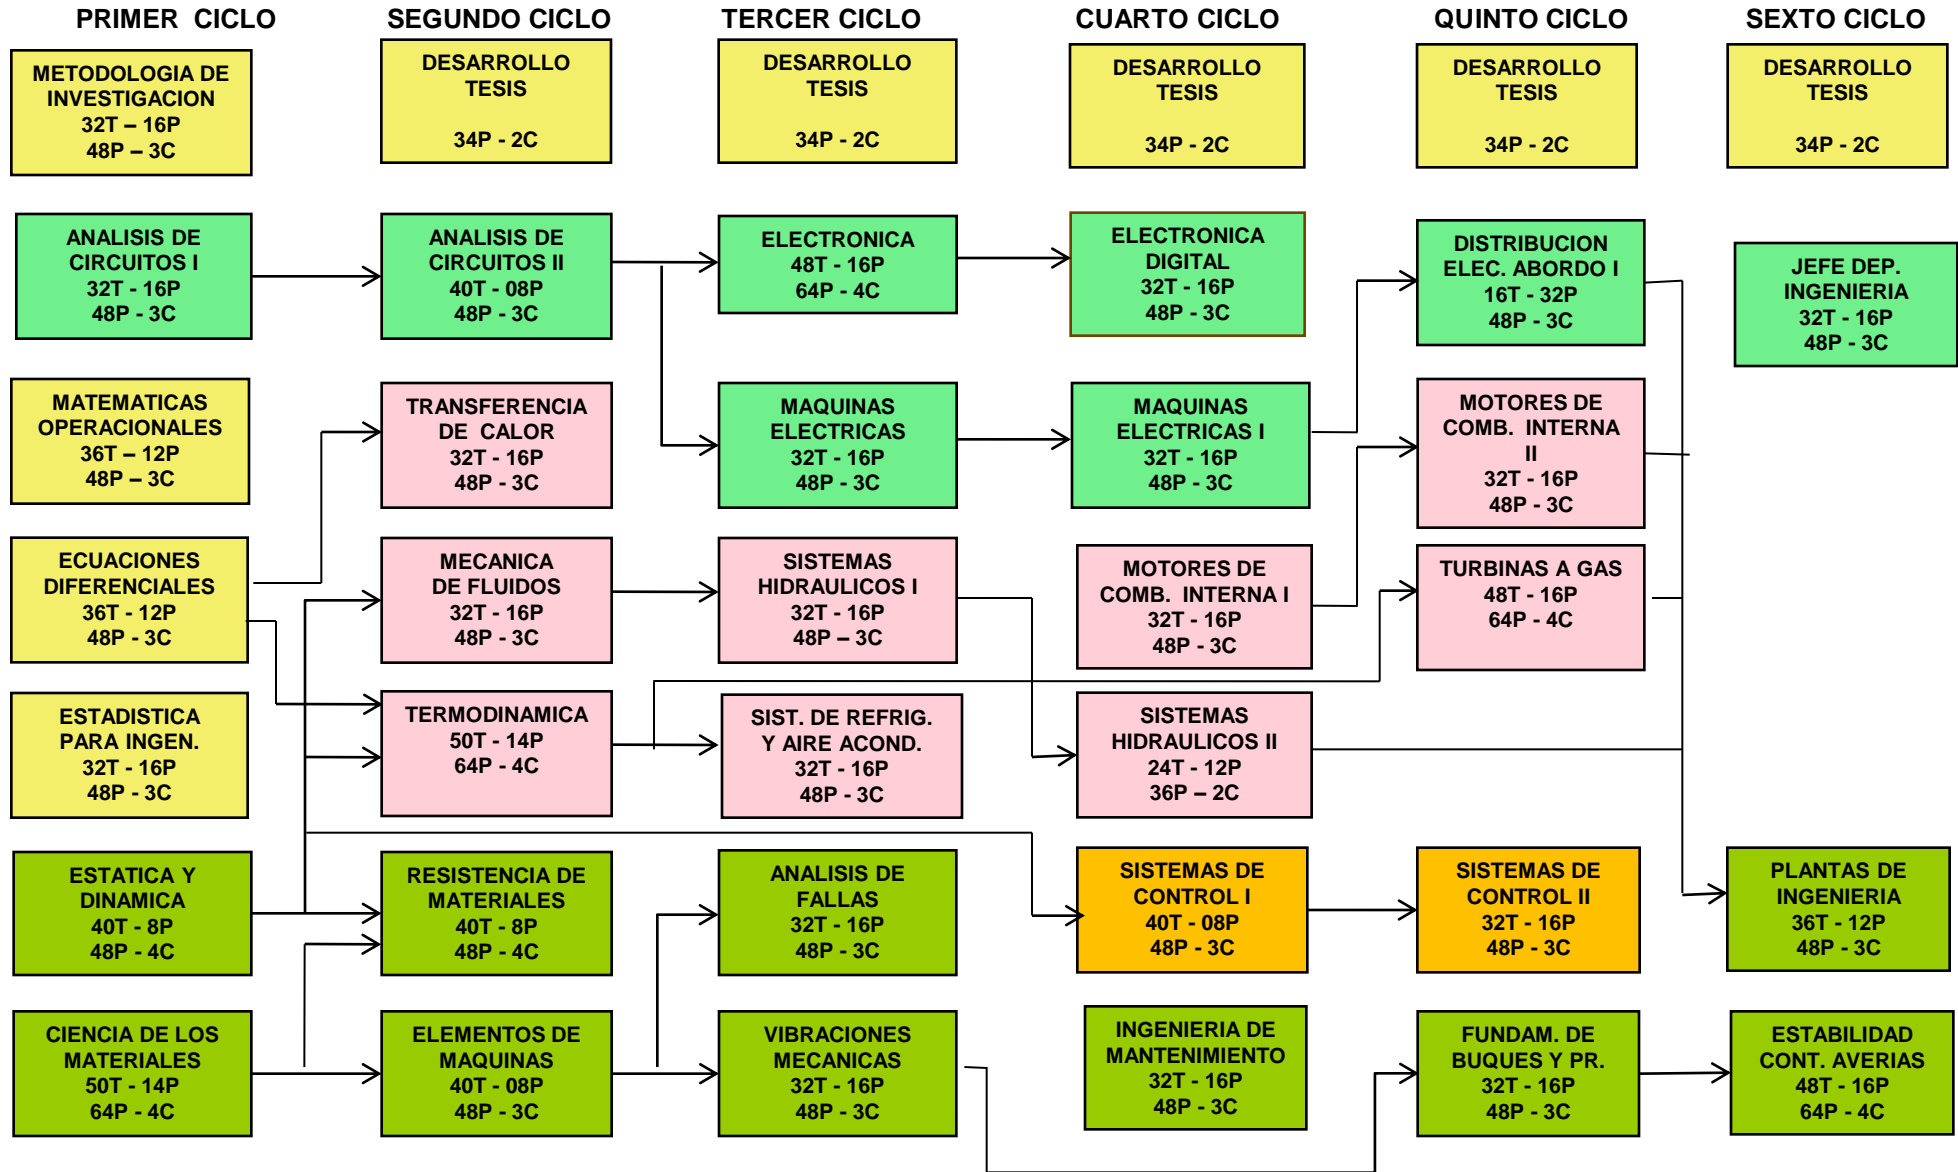 PRIMER CICLO
SEGUNDO CICLO
TERCER CICLO
CUARTO CICLO
QUINTO CICLO
SEXTO CICLO
METODOLOGIA DE
INVESTIGACION
32T – 16P
48P – 3C
DESARROLLO
TESIS
34P - 2C
DESARROLLO
TESIS
34P - 2C
DESARROLLO
TESIS
34P - 2C
DESARROLLO
TESIS
34P - 2C
DESARROLLO
TESIS
34P - 2C
ANALISIS DE
CIRCUITOS I
32T - 16P
48P - 3C
ANALISIS DE
CIRCUITOS II
40T - 08P
48P - 3C
ELECTRÓNICA
48T - 16P
64P - 4C
ELECTRÓNICA
DIGITAL
32T - 16P
48P - 3C
DISTRIBUCION
ELEC. ABORDO I
16T - 32P
48P - 3C
JEFE DEP.
INGENIERIA
32T - 16P
48P - 3C
MATEMATICAS
OPERACIONALES
36T – 12P
48P – 3C
TRANSFERENCIA
DE CALOR
32T - 16P
48P - 3C
MAQUINAS
ELECTRICAS
32T - 16P
48P - 3C
MAQUINAS
ELECTRICAS I
32T - 16P
48P - 3C
MOTORES DE
COMB. INTERNA
II
32T - 16P
48P - 3C
ECUACIONES
DIFERENCIALES
36T - 12P
48P - 3C
MECANICA
DE FLUIDOS
32T - 16P
48P - 3C
SISTEMAS
HIDRAULICOS I
32T - 16P
48P – 3C
MOTORES DE
COMB. INTERNA I
32T - 16P
48P - 3C
TURBINAS A GAS
48T - 16P
64P - 4C
ESTADISTICA
PARA INGEN.
32T - 16P
48P - 3C
TERMODINAMICA
50T - 14P
64P - 4C
SIST. DE REFRIG.
Y AIRE ACOND.
32T - 16P
48P - 3C
SISTEMAS
HIDRAULICOS II
24T - 12P
36P – 2C
ESTATICA Y
DINAMICA
40T - 8P
48P - 4C
RESISTENCIA DE
MATERIALES
40T - 8P
48P - 4C
ANALISIS DE
FALLAS
32T - 16P
48P - 3C
SISTEMAS DE
CONTROL I
40T - 08P
48P - 3C
SISTEMAS DE
CONTROL II
32T - 16P
48P - 3C
PLANTAS DE
INGENIERIA
36T - 12P
48P - 3C
CIENCIA DE LOS
MATERIALES
50T - 14P
64P - 4C
ELEMENTOS DE
MAQUINAS
40T - 08P
48P - 3C
VIBRACIONES
MECANICAS
32T - 16P
48P - 3C
INGENIERIA DE
MANTENIMIENTO
32T - 16P
48P - 3C
FUNDAM. DE
BUQUES Y PR.
32T - 16P
48P - 3C
ESTABILIDAD
CONT. AVERIAS
48T - 16P
64P - 4C